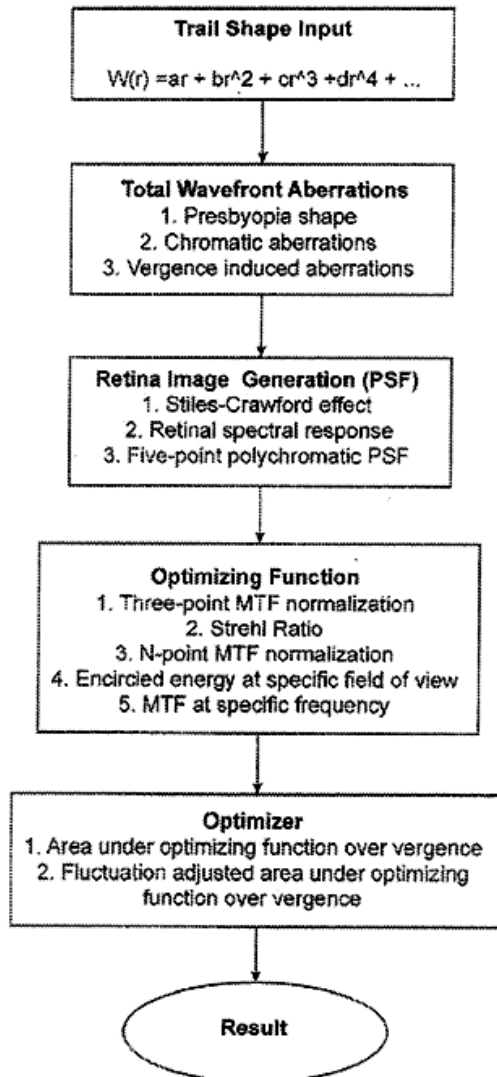 Trail Shape Input
W(r) =ar + br^2 + cr^3 +dr^4 + ...
Total Wavefront Aberrations
1. Presbyopia shape
2. Chromatic aberrations
3. Vergence induced aberrations
Retina Image Generation (PSF)
1. Stiles-Crawford effect
2. Retinal spectral response
3. Five-point polychromatic PSF
Optimizing Function
1. Three-point MTF normalization
2. Strehl Ratio
3. N-point MTF normalization
4. Encircled energy at specific field of view
5. MTF at specific frequency
Optimizer
1. Area under optimizing function over vergence
2. Fluctuation adjusted area under optimizing
function over vergence
Result